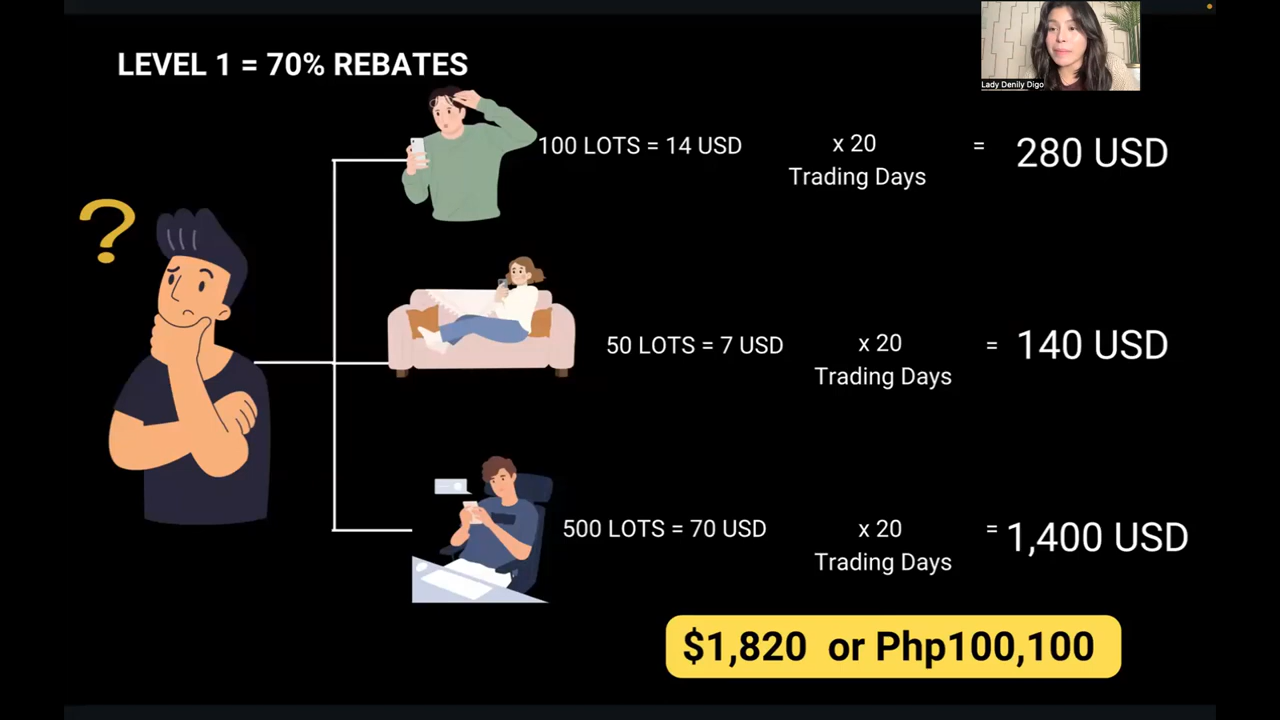 LEVEL 1 = 70% REBATES
Lady Denily Digo
100 LOTS = 14 USD
x 20
Trading Days
=
280 USD
?
50 LOTS = 7 USD
x 20
Trading Days
=
140 USD
500 LOTS = 70 USD
x 20
Trading Days
=
1,400 USD
$1,820 or Php100,100